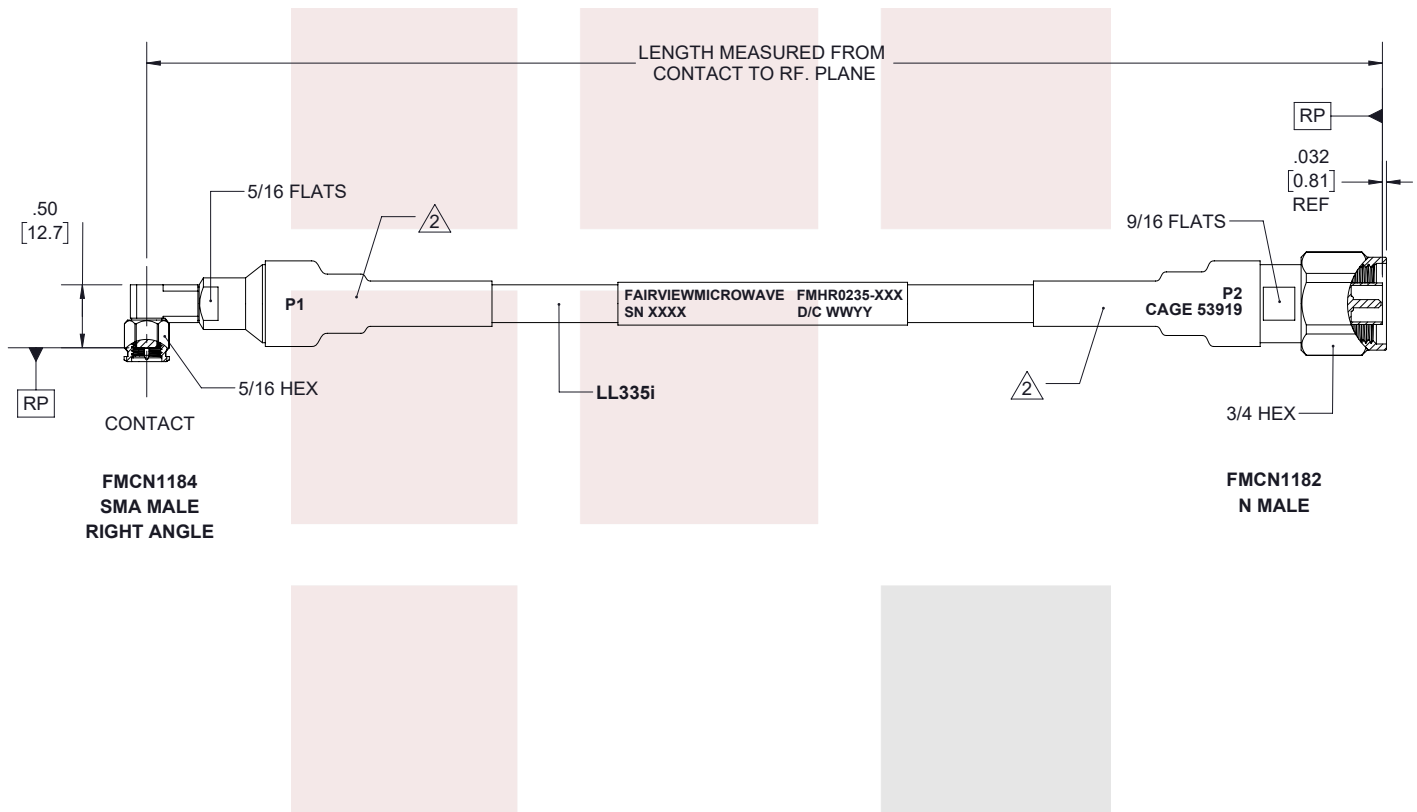 LENGTH MEASURED FROM
CONTACT TO RF. PLANE
RP
.032
[0.81]
REF
5/16 FLATS
.50
[12.7]
2
9/16 FLATS
P1
FAIRVIEWMICROWAVE FMHR0235-XXX
SN XXXX D/C WWYY
P2
CAGE 53919
RP
5/16 HEX
LL335i
2
3/4 HEX
CONTACT
FMCN1184
SMA MALE
RIGHT ANGLE
FMCN1182
N MALE